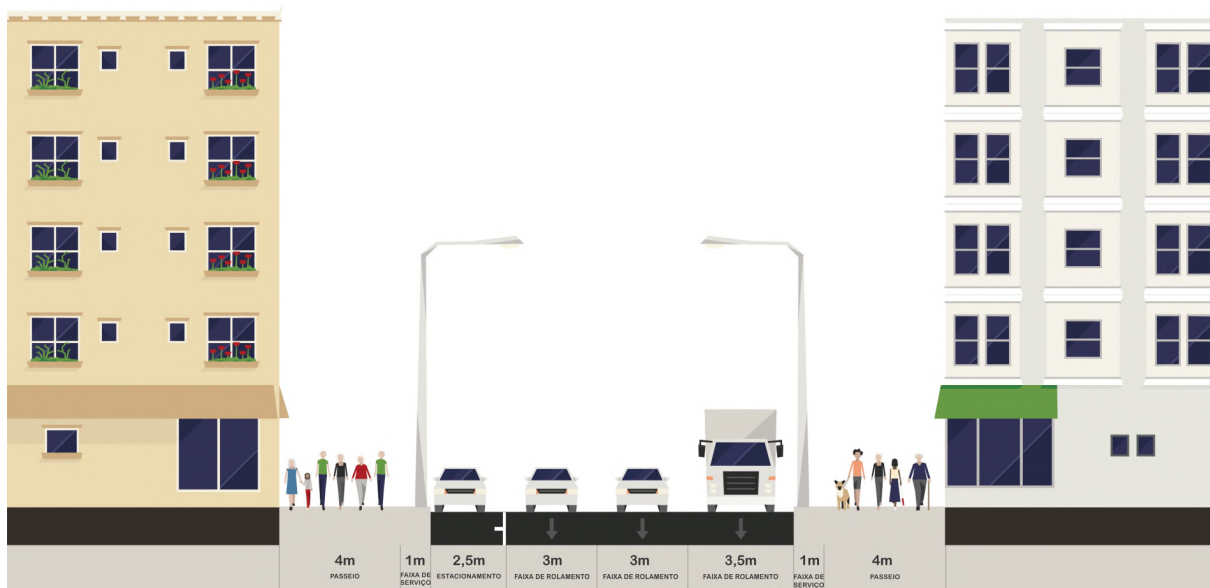 4m
PASSEIO
1m
FAIXA DE
SERVIÇO
2,5m
ESTACIONAMENTO
3m
FAIXA DE ROLAMENTO
3m
FAIXA DE ROLAMENTO
3,5m
FAIXA DE ROLAMENTO
1m
FAIXA DE
SERVIÇO
4m
PASSEIO